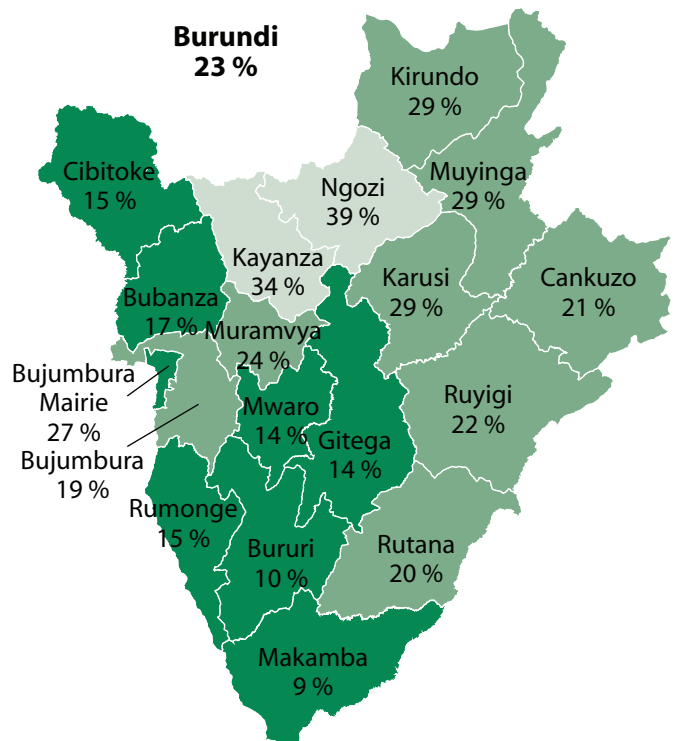 Burundi
23 %
Kirundo
29 %
Cibitoke
15 %
Ngozi
39 %
Muyinga
29 %
Kayanza
34 %
Karusi
29 %
Cankuzo
21 %
Bubanza
17 %
Muramvya
24 %
Bujumbura
Mairie
27 %
Mwaro
14 %
Gitega
14 %
Ruyigi
22 %
Bujumbura
19 %
Rumonge
15 %
Bururi
10 %
Rutana
20 %
Makamba
9 %